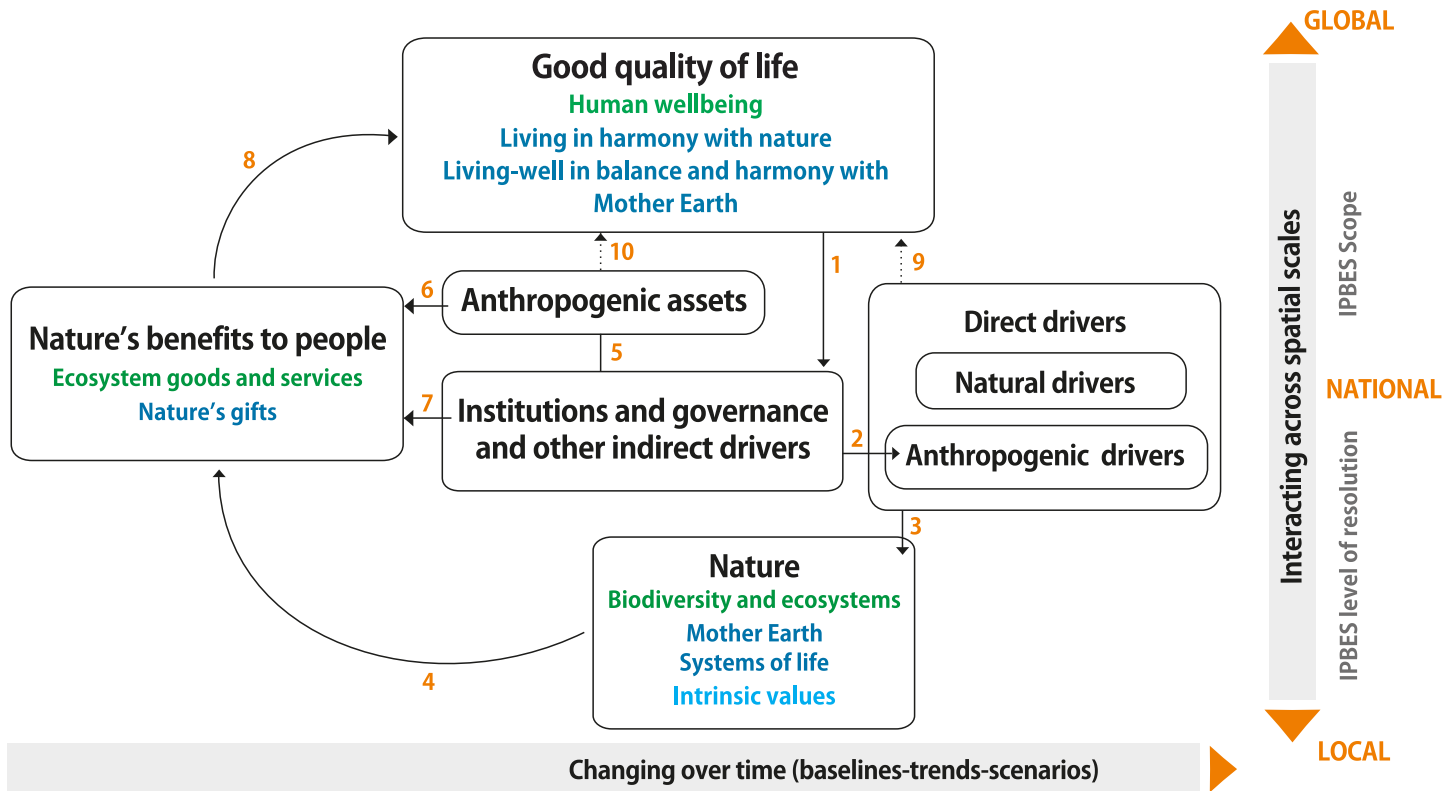 GLOBAL
Good quality of life
Human wellbeing
Living in harmony with nature
Living-well in balance and harmony with
Mother Earth
8
10
1
9
6
Anthropogenic assets
Nature's benefits to people
Ecosystem goods and services
Nature's gifts
5
7
Institutions and governance
and other indirect drivers
2
Direct drivers
Natural drivers
Anthropogenic drivers
3
Nature
Biodiversity and ecosystems
Mother Earth
Systems of life
Intrinsic values
4
Interacting across spatial scales
IPBES Scope
NATIONAL
IPBES level of resolution
LOCAL
Changing over time (baselines-trends-scenarios)